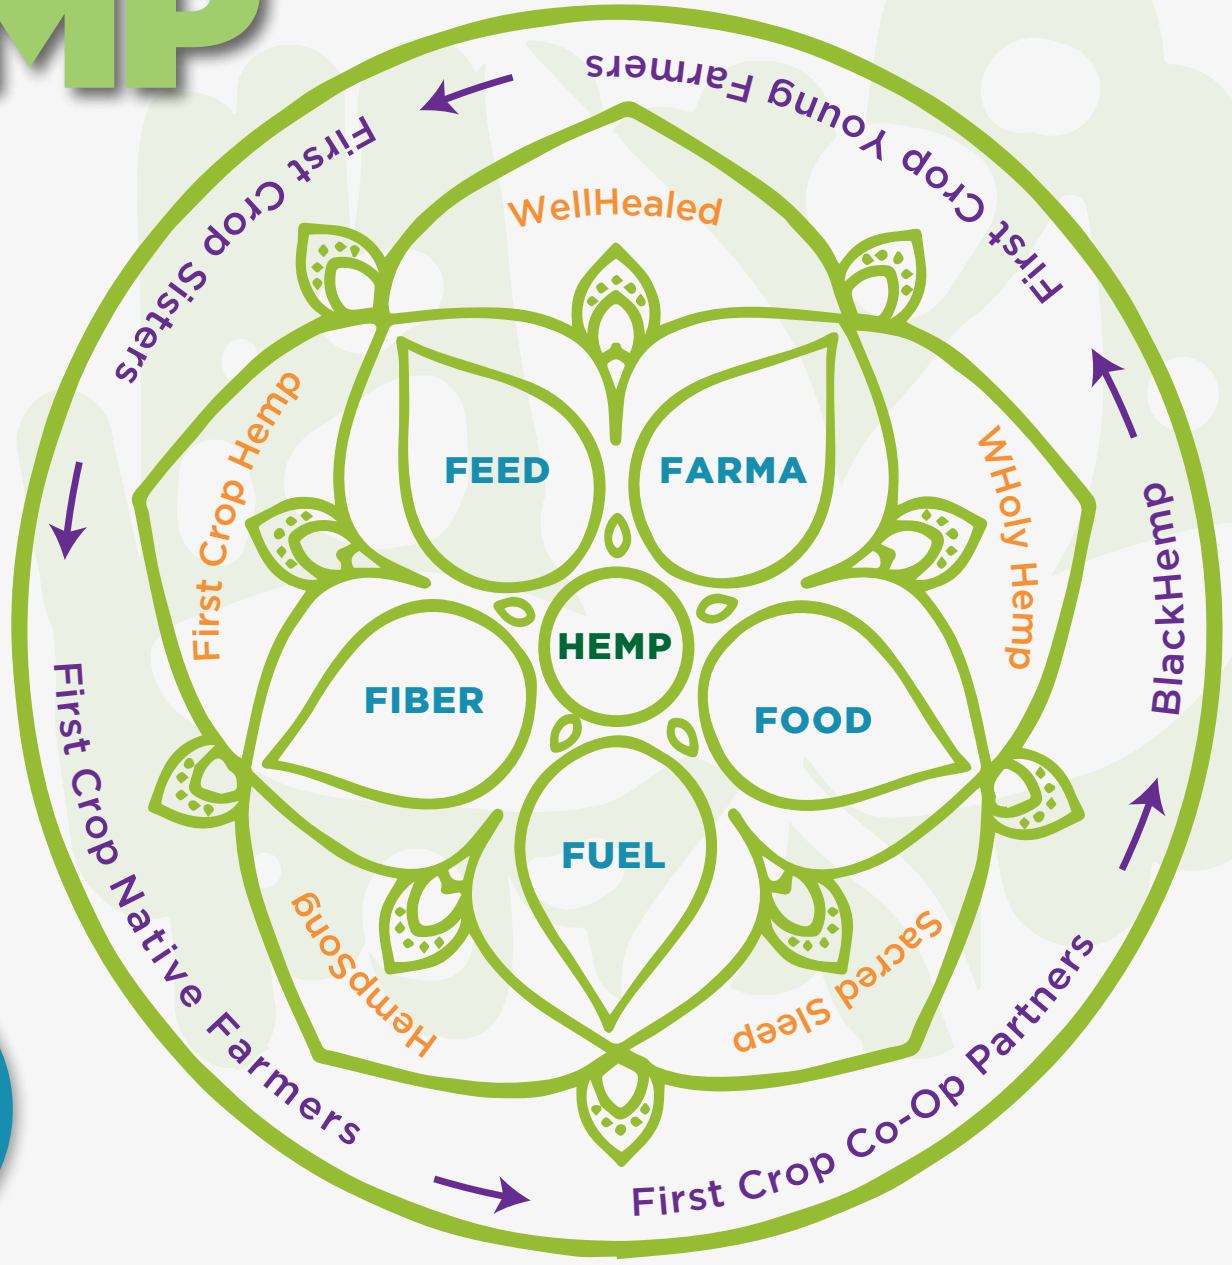 MP
First Crop Young Farmers
First Crop Sisters
WellHealed
First Crop Hemp
WHoly Hemp
BlackHemp
FEED
FARMA
HEMP
FIBER
FOOD
FUEL
First Crop Native Farmers
HempSong
Sacred Sleep
First Crop Co-Op Partners